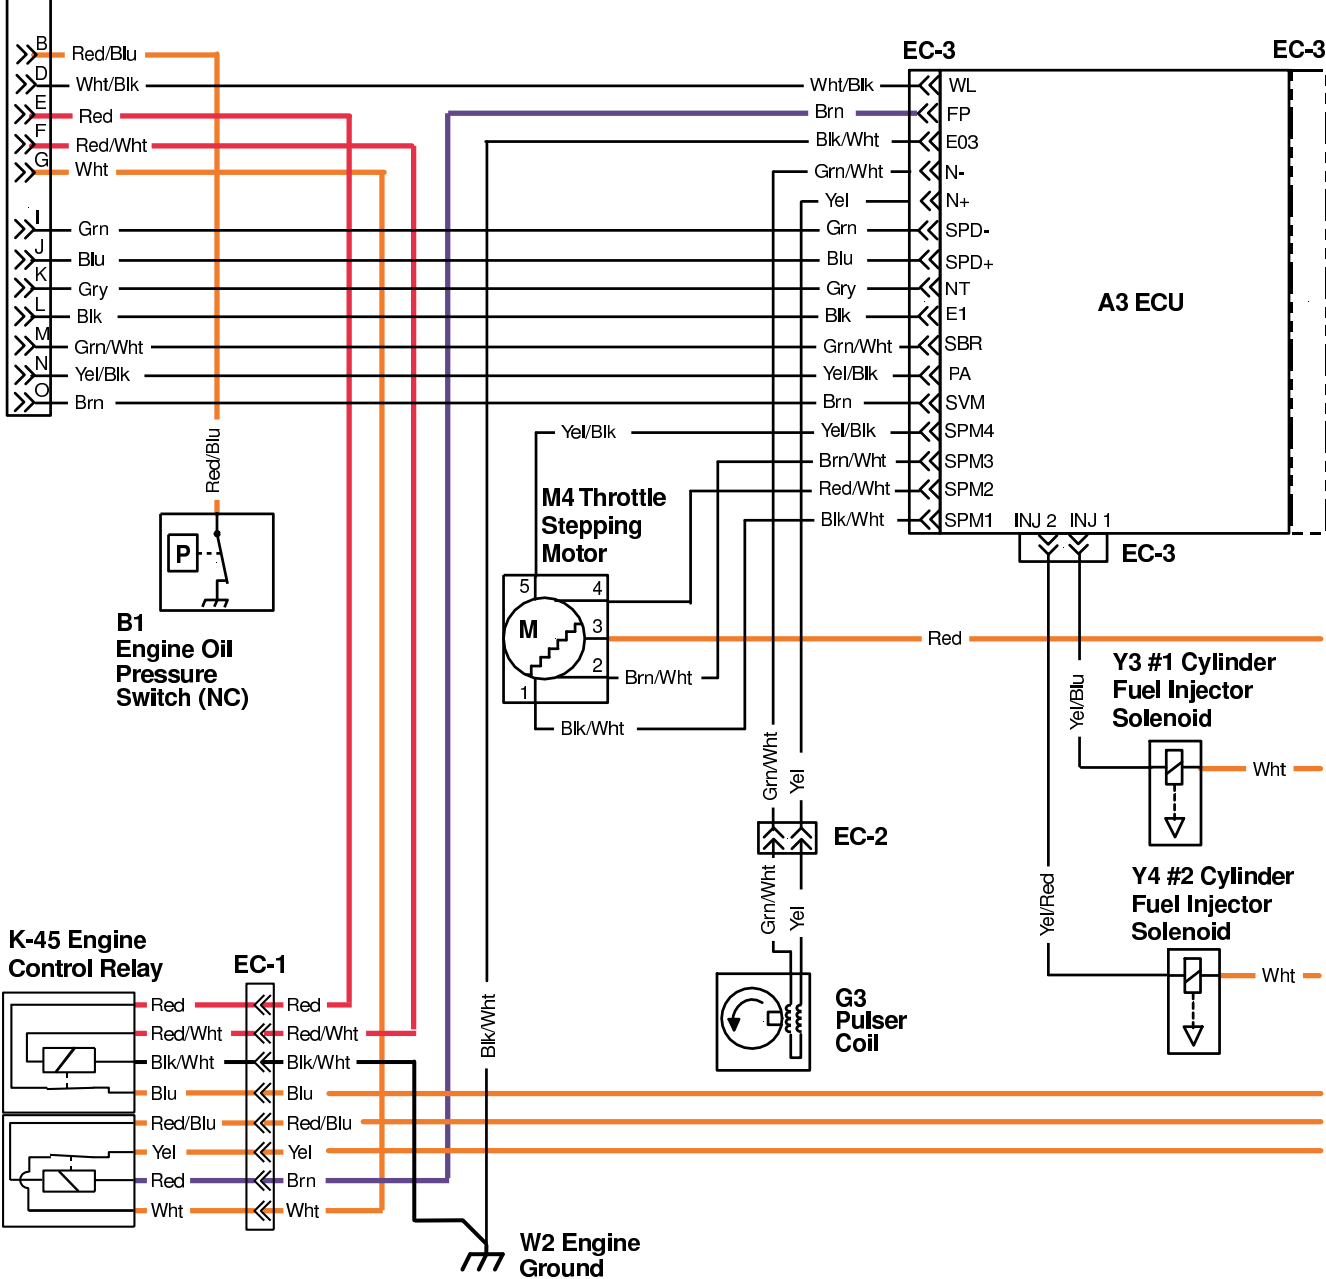 EC-3 EC-3
B Red/Blu
D Wht/Blk Wht/Blk WL
E Red Brn FP
F Red/Wht Blk/Wht E03
G Wht Grn/Wht N-
Yel N+
I Grn Grn SPD-
J Blu Blu SPD+
K Gry Gry NT
A3 ECU
L Blk Blk E1
M Grn/Wht Grn/Wht SBR
N Yel/Blk Yel/Blk PA
O Brn Brn SVM
Red/Blu
Yel/Blk Yel/Blk SPM4
Brn/Wht SPM3
Red/Wht SPM2
Blk/Wht SPM1
INJ 2 INJ 1
EC-3
M4 Throttle
Stepping
Motor
5 4
M 3
2
1
Red
Brn/Wht
Blk/Wht
P
B1
Engine Oil
Pressure
Switch (NC)
Y3 #1 Cylinder
Fuel Injector
Solenoid
Yel/Blu
Wht
Grn/Wht Yel
EC-2
Grn/Wht Yel
Y4 #2 Cylinder
Fuel Injector
Solenoid
Yel/Red
Wht
G3
Pulser
Coil
K-45 Engine
Control Relay
EC-1
Red Red
Red/Wht Red/Wht
Blk/Wht Blk/Wht
Blk/Wht
Blu Blu
Red/Blu Red/Blu
Yel Yel
Red Brn
Wht Wht
W2 Engine
Ground